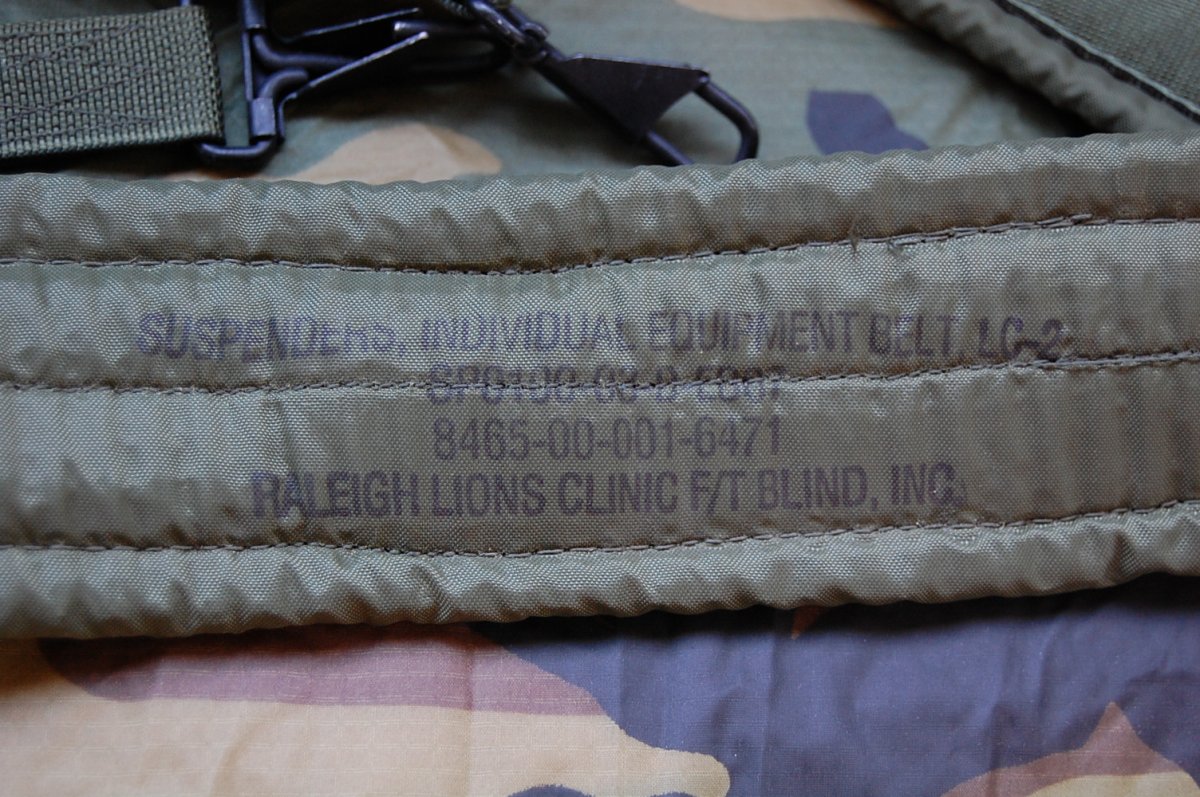 SUSPENDERS, INDIVIDUAL EQUIPMENT BELT, LC-2
8465-00-001-6471
RALEIGH LIONS CLINIC F/T BLIND, INC.